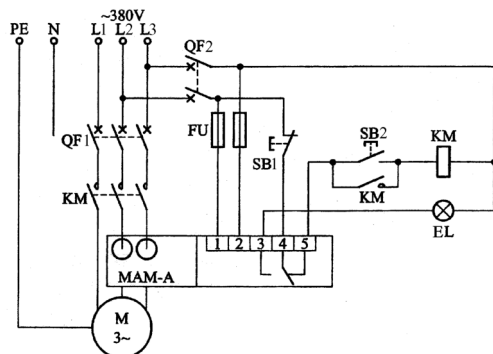 ~380V
PE N L1 L2 L3
QF2
FU
QF1
SB1
SB2
KM
KM
KM
EL
1 2 3 4 5
MAM-A
M
3~